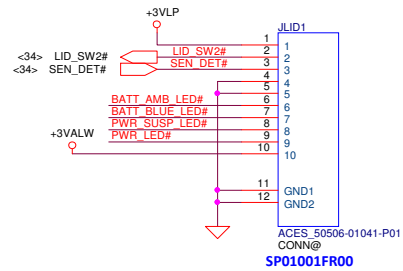 +3VLP
JLID1
1 1
<34> LID_SW2# LID_SW2# 2 2
<34> SEN_DET# SEN_DET# 3 3
4 4
5 5
BATT_AMB_LED# 6 6
BATT_BLUE_LED# 7 7
PWR_SUSP_LED# 8 8
PWR_LED# 9 9
+3VALW 10 10
11 GND1
12 GND2
ACES_50506-01041-P01
CONN@
SP01001FR00